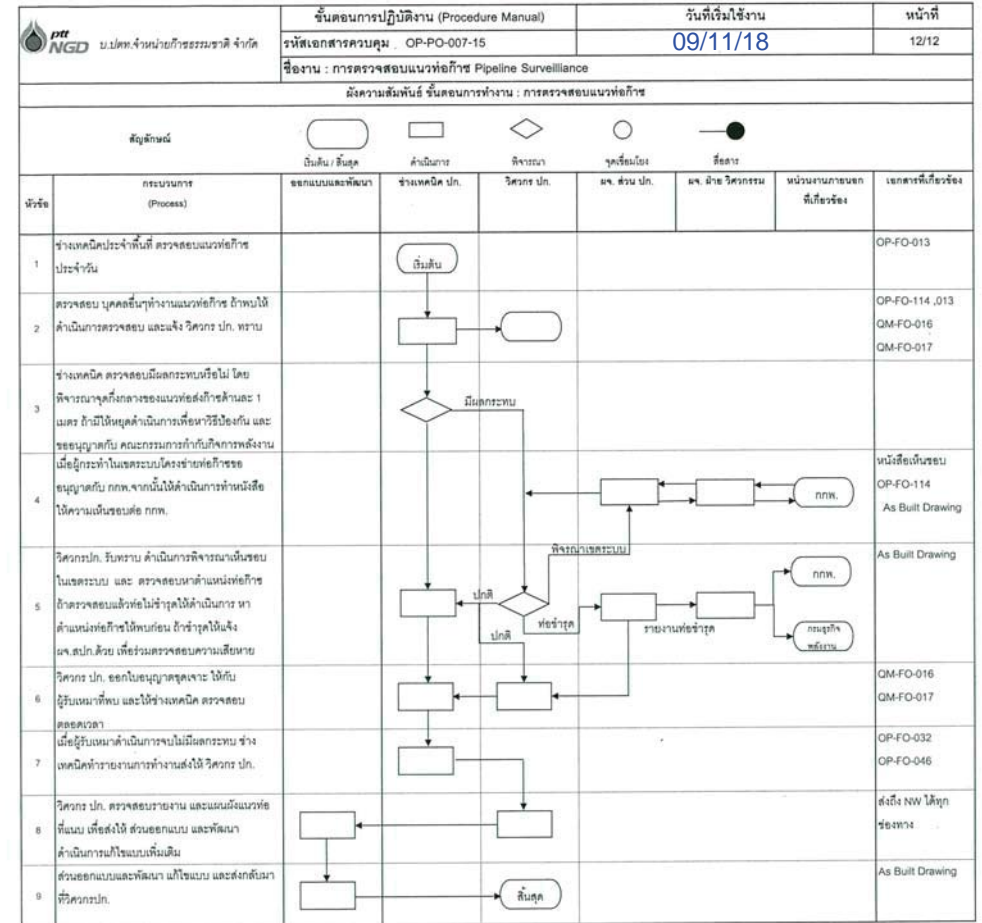 ptt
NGD บ.ปตท.จำหน่ายก๊าซธรรมชาติ จำกัด
ขั้นตอนการปฏิบัติงาน (Procedure Manual)
วันที่เริ่มใช้งาน
หน้าที่
รหัสเอกสารควบคุม . OP-PO-007-15
09/11/18
12/12
ชื่องาน : การตรวจสอบแนวท่อก๊าซ Pipeline Surveilliance
ผังความสัมพันธ์ ขั้นตอนการทำงาน : การตรวจสอบแนวท่อก๊าซ
สัญลักษณ์
เริ่มต้น / สิ้นสุด
ดำเนินการ
พิจารณา
จุดเชื่อมโยง
สื่อสาร
หัวข้อ
กระบวนการ
(Process)
ออกแบบและพัฒนา
ช่างเทคนิค ปก.
วิศวกร ปก.
ผจ. ส่วน ปก.
ผจ. ฝ่าย วิศวกรรม
หน่วยงานภายนอก
ที่เกี่ยวข้อง
เอกสารที่เกี่ยวข้อง
1
ช่างเทคนิคประจำพื้นที่ ตรวจสอบแนวท่อก๊าซ
ประจำวัน
เริ่มต้น
OP-FO-013
2
ตรวจสอบ บุคคลอื่นๆทำงานแนวท่อก๊าซ ถ้าพบให้
ดำเนินการตรวจสอบ และแจ้ง วิศวกร ปก. ทราบ
OP-FO-114 ,013
QM-FO-016
QM-FO-017
3
ช่างเทคนิค ตรวจสอบมีผลกระทบหรือไม่ โดย
พิจารณาจุดกึ่งกลางของแนวท่อส่งก๊าซด้านละ 1
เมตร ถ้ามีให้หยุดดำเนินการเพื่อหาวิธีป้องกัน และ
ขออนุญาตกับ คณะกรรมการกำกับกิจการพลังงาน
มีผลกระทบ
4
เมื่อผู้กระทำในเขตระบบโครงข่ายท่อก๊าซขอ
อนุญาตกับ กกพ.จากนั้นให้ดำเนินการทำหนังสือ
ให้ความเห็นชอบต่อ กกพ.
กกพ.
หนังสือเห็นชอบ
OP-FO-114
As Built Drawing
5
วิศวกรปก. รับทราบ ดำเนินการพิจารณาเห็นชอบ
ในเขตระบบ และ ตรวจสอบหาตำแหน่งท่อก๊าซ
ถ้าตรวจสอบแล้วท่อไม่ชำรุดให้ดำเนินการ หา
ตำแหน่งท่อก๊าซให้พบก่อน ถ้าชำรุดให้แจ้ง
ผจ.สปก.ด้วย เพื่อร่วมตรวจสอบความเสียหาย
พิจรณาเขตระบบ
ปกติ
ปกติ
ท่อชำรุด
รายงานท่อชำรุด
กกพ.
กรมธุรกิจ
พลังงาน
As Built Drawing
6
วิศวกร ปก. ออกใบอนุญาตขุดเจาะ ให้กับ
ผู้รับเหมาที่พบ และให้ช่างเทคนิค ตรวจสอบ
ตลอดเวลา
QM-FO-016
QM-FO-017
7
เมื่อผู้รับเหมาดำเนินการจบไม่มีผลกระทบ ช่าง
เทคนิคทำรายงานการทำงานส่งให้ วิศวกร ปก.
OP-FO-032
OP-FO-046
8
วิศวกร ปก. ตรวจสอบรายงาน และแผนผังแนวท่อ
ที่แนบ เพื่อส่งให้ ส่วนออกแบบ และพัฒนา
ดำเนินการแก้ไขแบบเพิ่มเติม
ส่งถึง NW ได้ทุก
ช่องทาง
9
ส่วนออกแบบและพัฒนา แก้ไขแบบ และส่งกลับมา
ที่วิศวกรปก.
สิ้นสุด
As Built Drawing